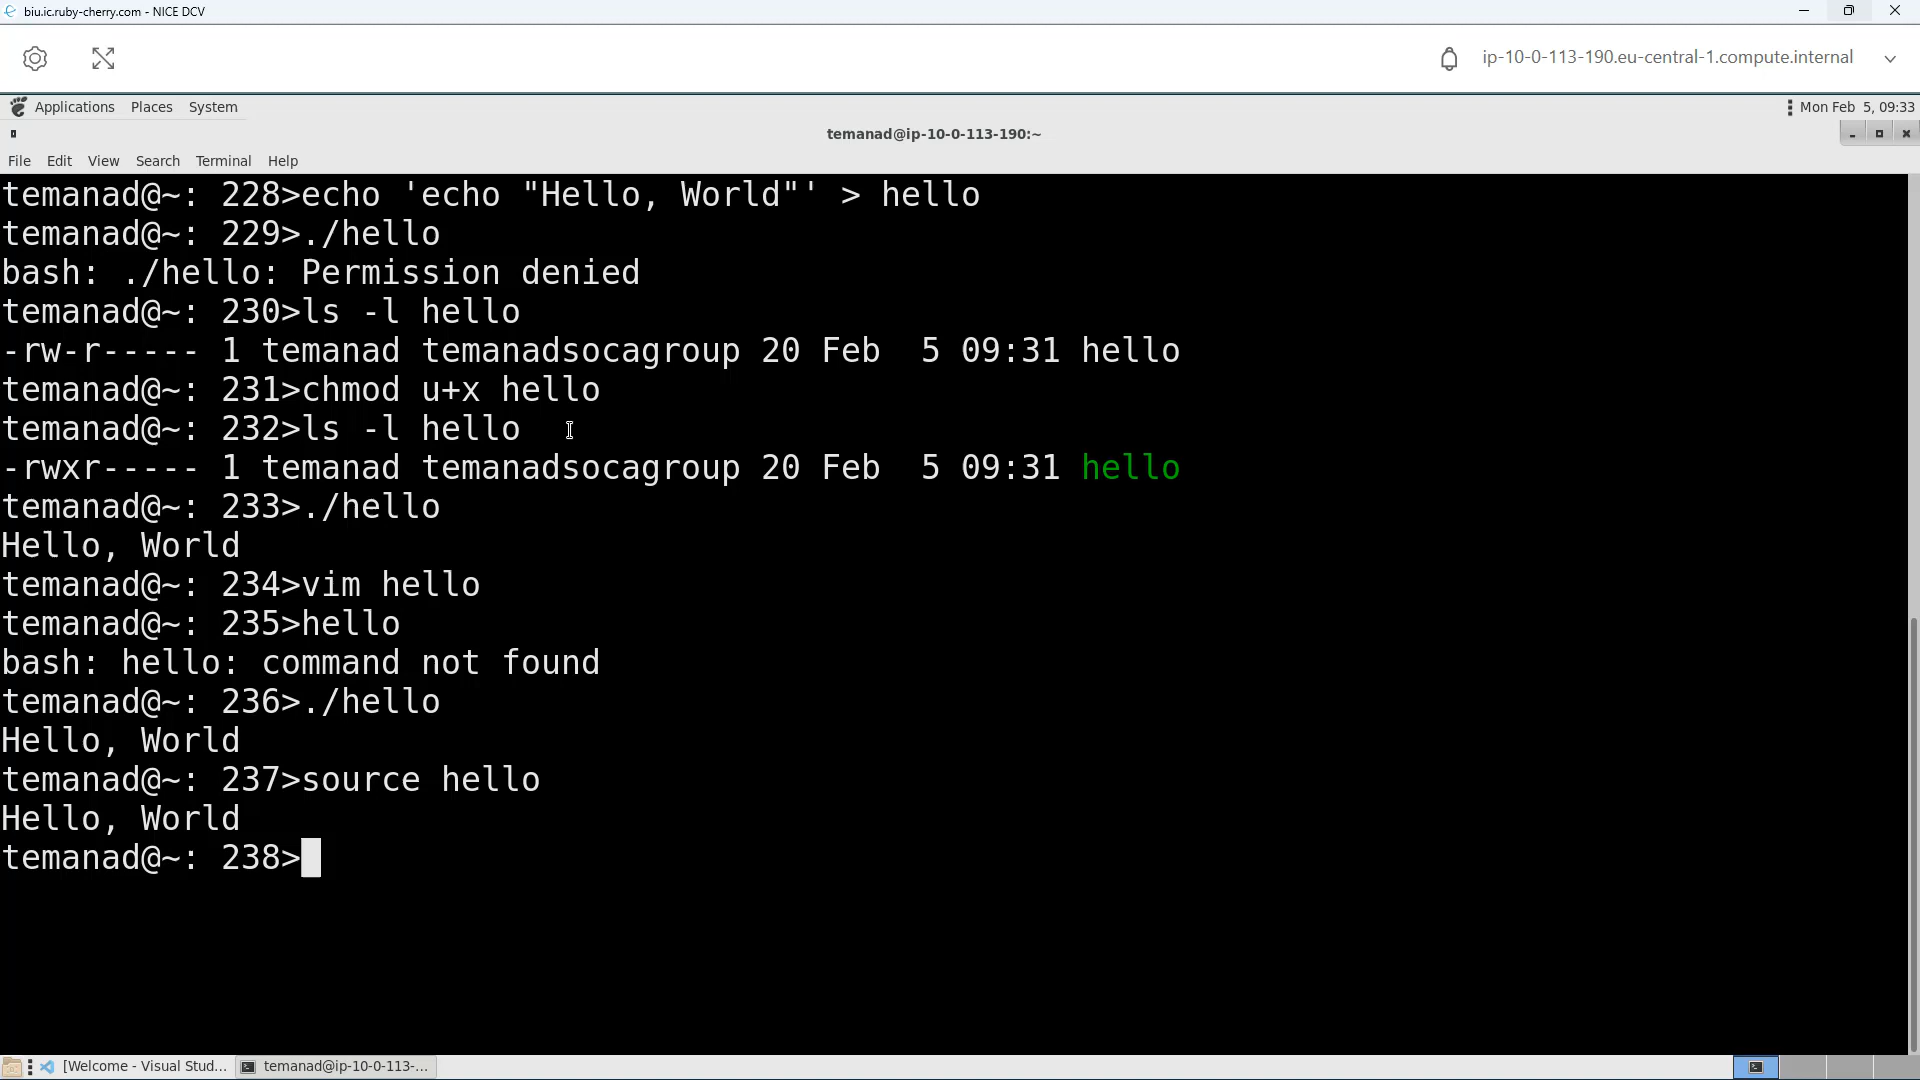 biu.ic.ruby-cherry.com - NICE DCV
ip-10-0-113-190.eu-central-1.compute.internal
Applications Places System
Mon Feb 5, 09:33
temanad@ip-10-0-113-190:~
File Edit View Search Terminal Help
temanad@~: 228>echo 'echo "Hello, World"' > hello
temanad@~: 229>./hello
bash: ./hello: Permission denied
temanad@~: 230>ls -l hello
-rw-r----- 1 temanad temanadsocagroup 20 Feb  5 09:31 hello
temanad@~: 231>chmod u+x hello
temanad@~: 232>ls -l hello
-rwxr----- 1 temanad temanadsocagroup 20 Feb  5 09:31 hello
temanad@~: 233>./hello
Hello, World
temanad@~: 234>vim hello
temanad@~: 235>hello
bash: hello: command not found
temanad@~: 236>./hello
Hello, World
temanad@~: 237>source hello
Hello, World
temanad@~: 238>
[Welcome - Visual Stud... temanad@ip-10-0-113-...